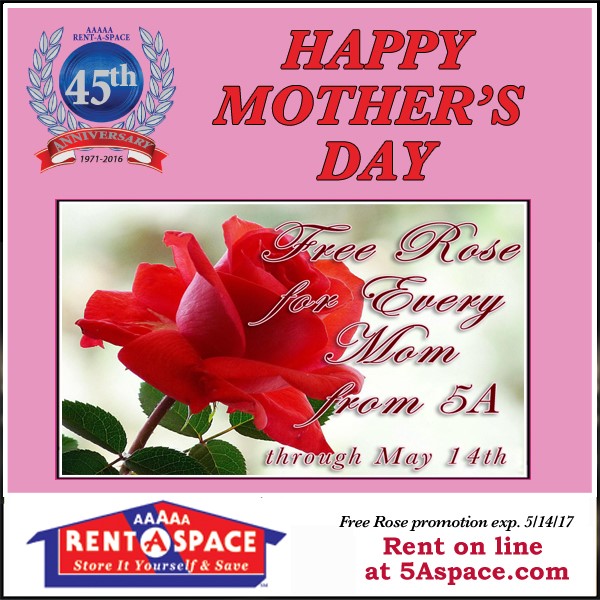 AAAAA
RENT-A-SPACE
45th
ANNIVERSARY
1971-2016
HAPPY
MOTHER'S
DAY
Free Rose
for Every
Mom
from 5A
through May 14th
AAAAA
RENT A SPACE
Store It Yourself & Save
Free Rose promotion exp. 5/14/17
Rent on line
at 5Aspace.com